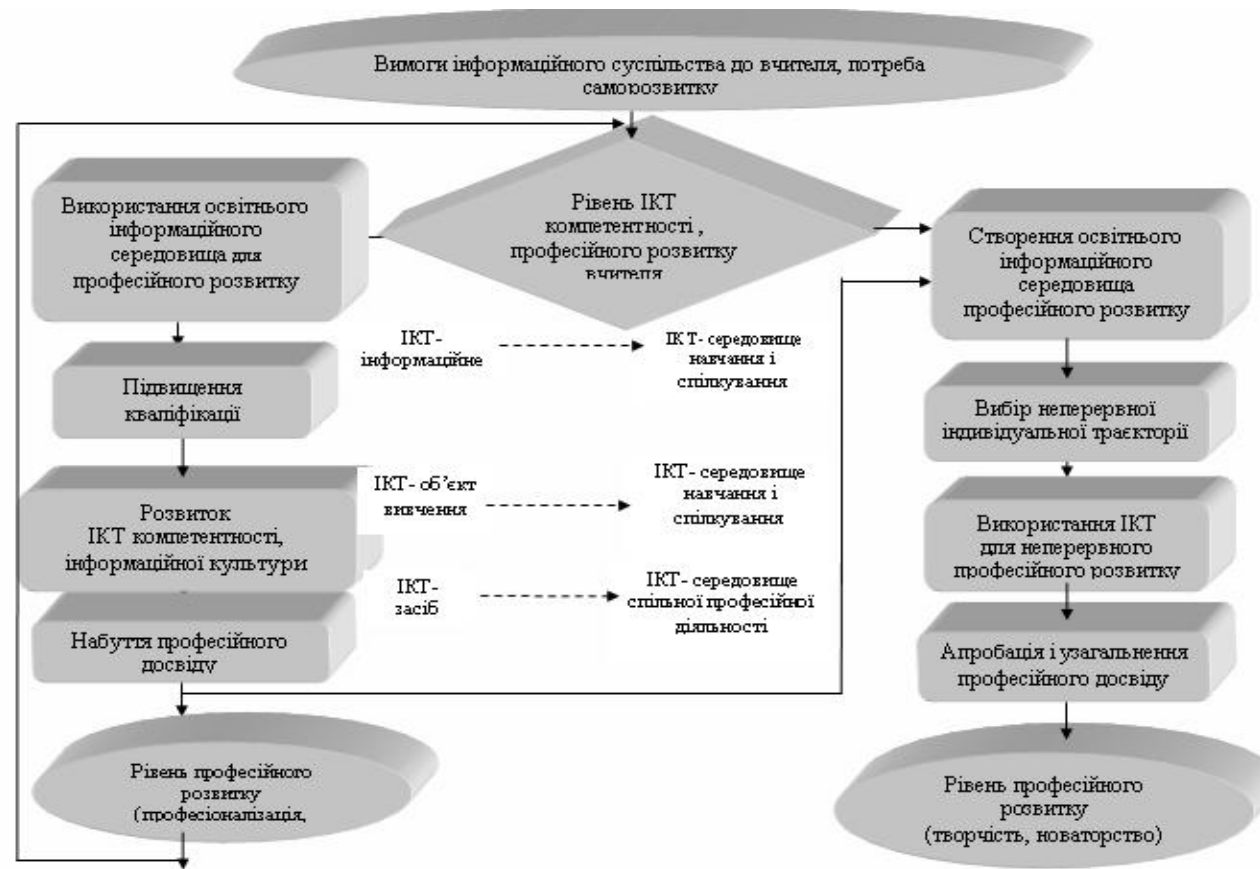 Вимоги інформаційного суспільства до вчителя, потреба
саморозвитку
Рівень ІКТ
компетентності ,
професійного розвитку
вчителя
Використання освітнього
інформаційного
середовища для
професійного розвитку
Підвищення
кваліфікації
Розвиток
ІКТ компетентності,
інформаційної культури
Набуття професійного
досвіду
Рівень професійного
розвитку
(професіоналізація,
ІКТ-
інформаційне
ІКТ- середовище
навчання і
спілкування
ІКТ- об’єкт
вивчення
ІКТ- середовище
навчання і
спілкування
ІКТ-
засіб
ІКТ- середовище
спільної професійної
діяльності
Створення освітнього
інформаційного
середовища
професійного розвитку
Вибір неперервної
індивідуальної траєкторії
Використання ІКТ
для неперервного
професійного розвитку
Апробація і узагальнення
професійного досвіду
Рівень професійного
розвитку
(творчість, новаторство)